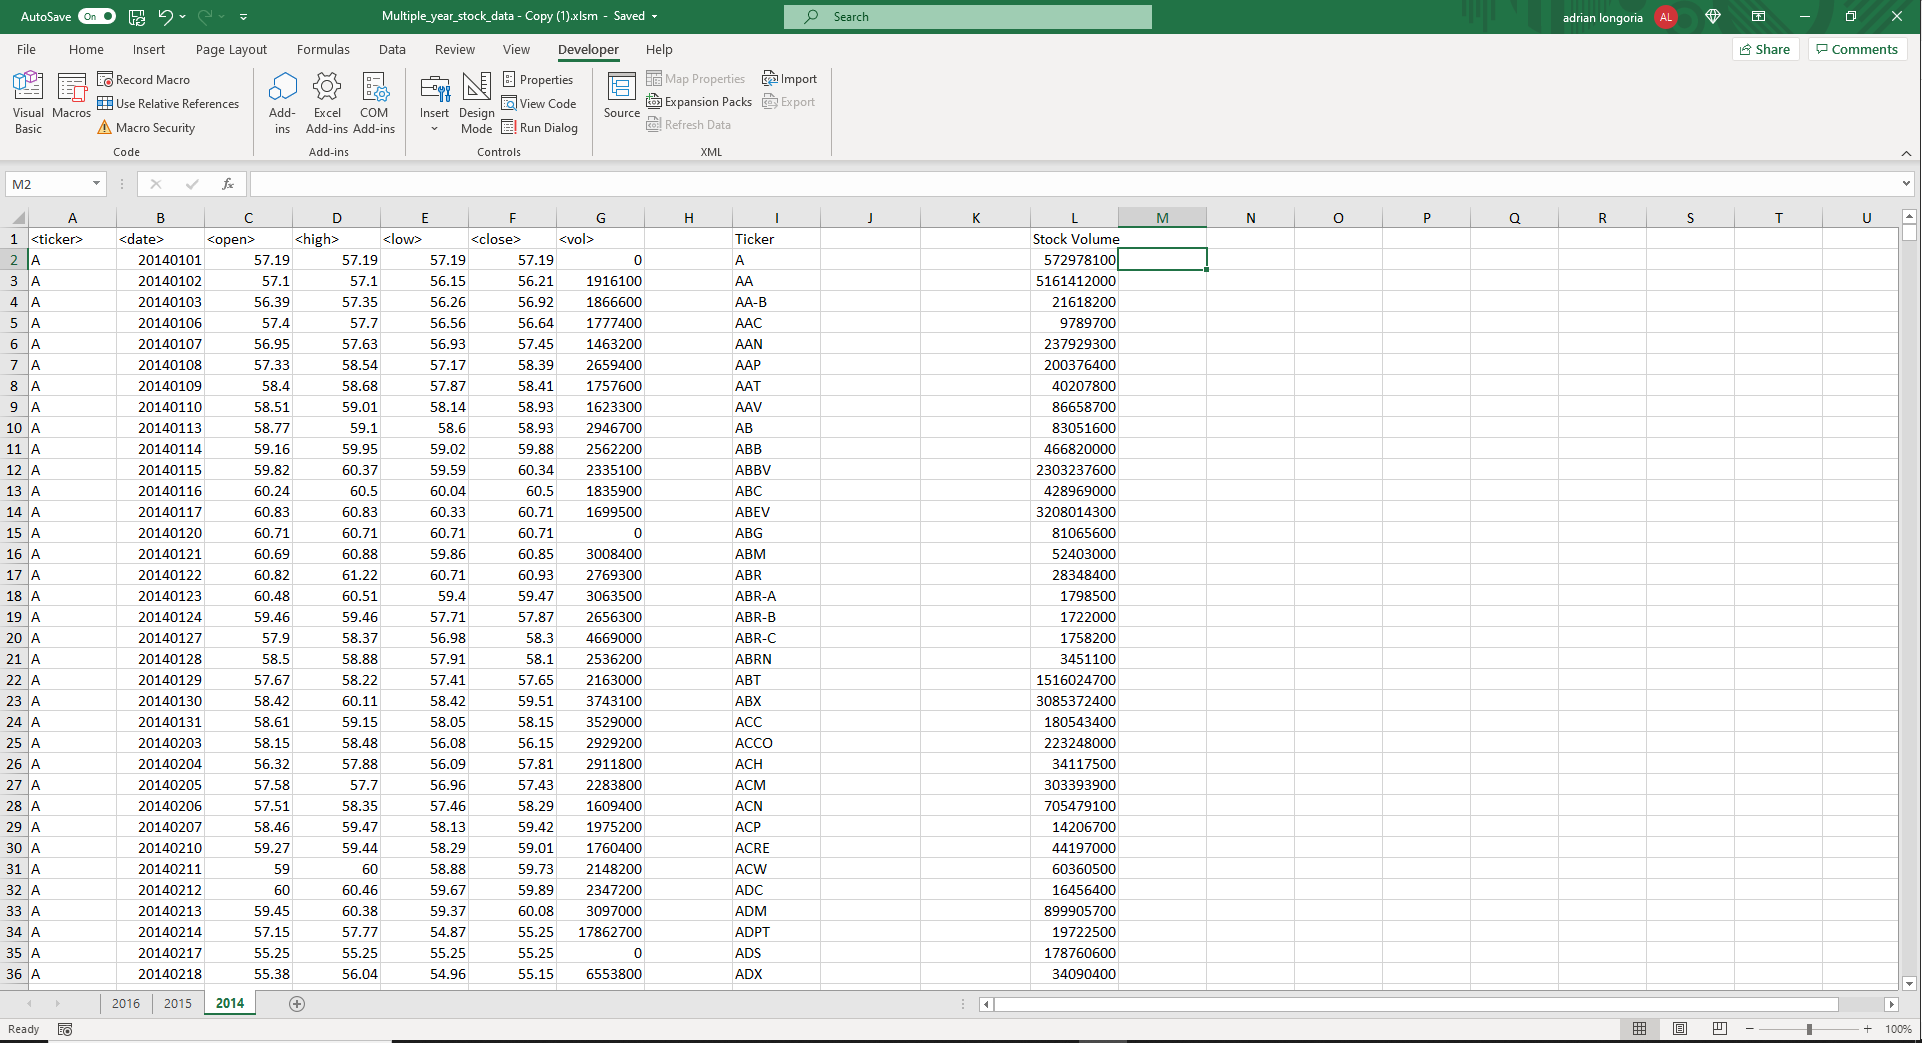 AutoSave On Multiple_year_stock_data - Copy (1).xlsm - Saved Search adrian longoria AL
File Home Insert Page Layout Formulas Data Review View Developer Help Share Comments
Visual Basic Macros Record Macro Use Relative References Macro Security
Add-ins Excel Add-ins COM Add-ins
Insert Design Mode Properties View Code Run Dialog
Source Map Properties Expansion Packs Refresh Data Import Export
Code Add-ins Controls XML
M2 fx
A B C D E F G H I J K L M N O P Q R S T U
1 <ticker> <date> <open> <high> <low> <close> <vol> Ticker Stock Volume
2 A 20140101 57.19 57.19 57.19 57.19 0 A 572978100
3 A 20140102 57.1 57.1 56.15 56.21 1916100 AA 5161412000
4 A 20140103 56.39 57.35 56.26 56.92 1866600 AA-B 21618200
5 A 20140106 57.4 57.7 56.56 56.64 1777400 AAC 9789700
6 A 20140107 56.95 57.63 56.93 57.45 1463200 AAN 237929300
7 A 20140108 57.33 58.54 57.17 58.39 2659400 AAP 200376400
8 A 20140109 58.4 58.68 57.87 58.41 1757600 AAT 40207800
9 A 20140110 58.51 59.01 58.14 58.93 1623300 AAV 86658700
10 A 20140113 58.77 59.1 58.6 58.93 2946700 AB 83051600
11 A 20140114 59.16 59.95 59.02 59.88 2562200 ABB 466820000
12 A 20140115 59.82 60.37 59.59 60.34 2335100 ABBV 2303237600
13 A 20140116 60.24 60.5 60.04 60.5 1835900 ABC 428969000
14 A 20140117 60.83 60.83 60.33 60.71 1699500 ABEV 3208014300
15 A 20140120 60.71 60.71 60.71 60.71 0 ABG 81065600
16 A 20140121 60.69 60.88 59.86 60.85 3008400 ABM 52403000
17 A 20140122 60.82 61.22 60.71 60.93 2769300 ABR 28348400
18 A 20140123 60.48 60.51 59.4 59.47 3063500 ABR-A 1798500
19 A 20140124 59.46 59.46 57.71 57.87 2656300 ABR-B 1722000
20 A 20140127 57.9 58.37 56.98 58.3 4669000 ABR-C 1758200
21 A 20140128 58.5 58.88 57.91 58.1 2536200 ABRN 3451100
22 A 20140129 57.67 58.22 57.41 57.65 2163000 ABT 1516024700
23 A 20140130 58.42 60.11 58.42 59.51 3743100 ABX 3085372400
24 A 20140131 58.61 59.15 58.05 58.15 3529000 ACC 180543400
25 A 20140203 58.15 58.48 56.08 56.15 2929200 ACCO 223248000
26 A 20140204 56.32 57.88 56.09 57.81 2911800 ACH 34117500
27 A 20140205 57.58 57.7 56.96 57.43 2283800 ACM 303393900
28 A 20140206 57.51 58.35 57.46 58.29 1609400 ACN 705479100
29 A 20140207 58.46 59.47 58.13 59.42 1975200 ACP 14206700
30 A 20140210 59.27 59.44 58.29 59.01 1760400 ACRE 44197000
31 A 20140211 59 60 58.88 59.73 2148200 ACW 60360500
32 A 20140212 60 60.46 59.67 59.89 2347200 ADC 16456400
33 A 20140213 59.45 60.38 59.37 60.08 3097000 ADM 899905700
34 A 20140214 57.15 57.77 54.87 55.25 17862700 ADPT 19722500
35 A 20140217 55.25 55.25 55.25 55.25 0 ADS 178760600
36 A 20140218 55.38 56.04 54.96 55.15 6553800 ADX 34090400
2016 2015 2014
Ready 100%